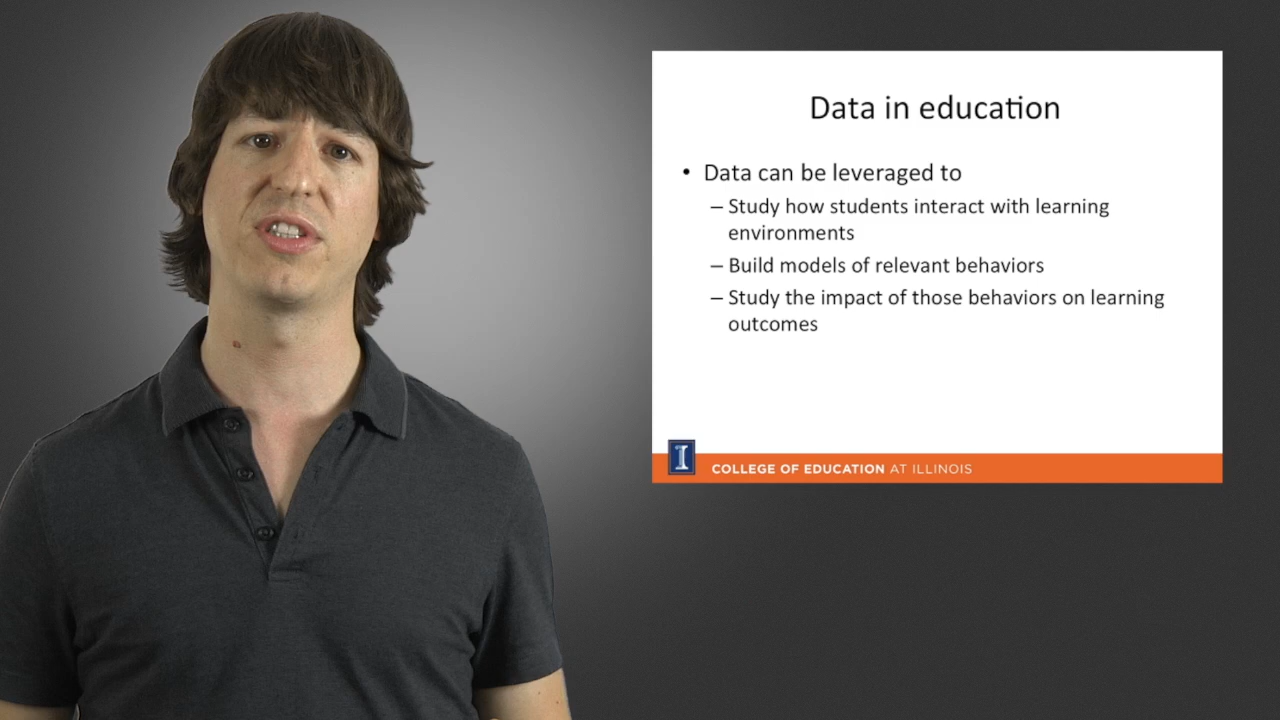 Data in education
• Data can be leveraged to
– Study how students interact with learning
environments
– Build models of relevant behaviors
– Study the impact of those behaviors on learning
outcomes
I
COLLEGE OF EDUCATION AT ILLINOIS